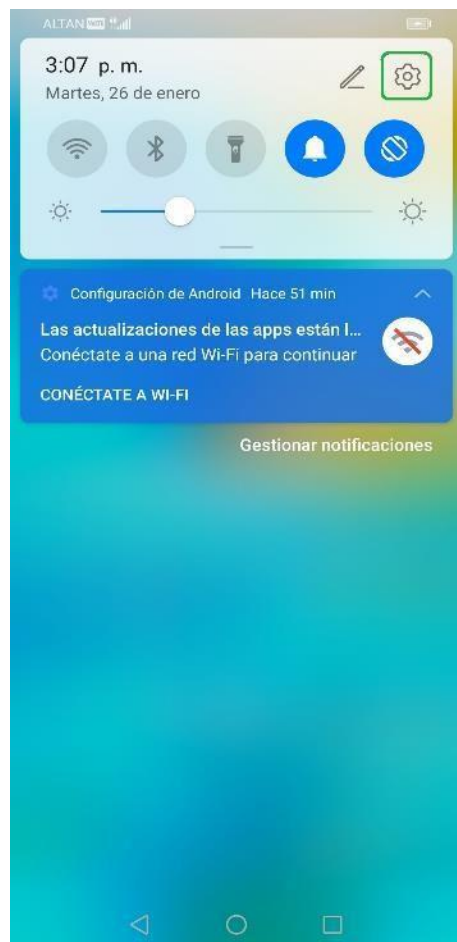 ALTAN
3:07 p. m.
Martes, 26 de enero
Configuración de Android Hace 51 min
Las actualizaciones de las apps están l...
Conéctate a una red Wi-Fi para continuar
CONÉCTATE A WI-FI
Gestionar notificaciones